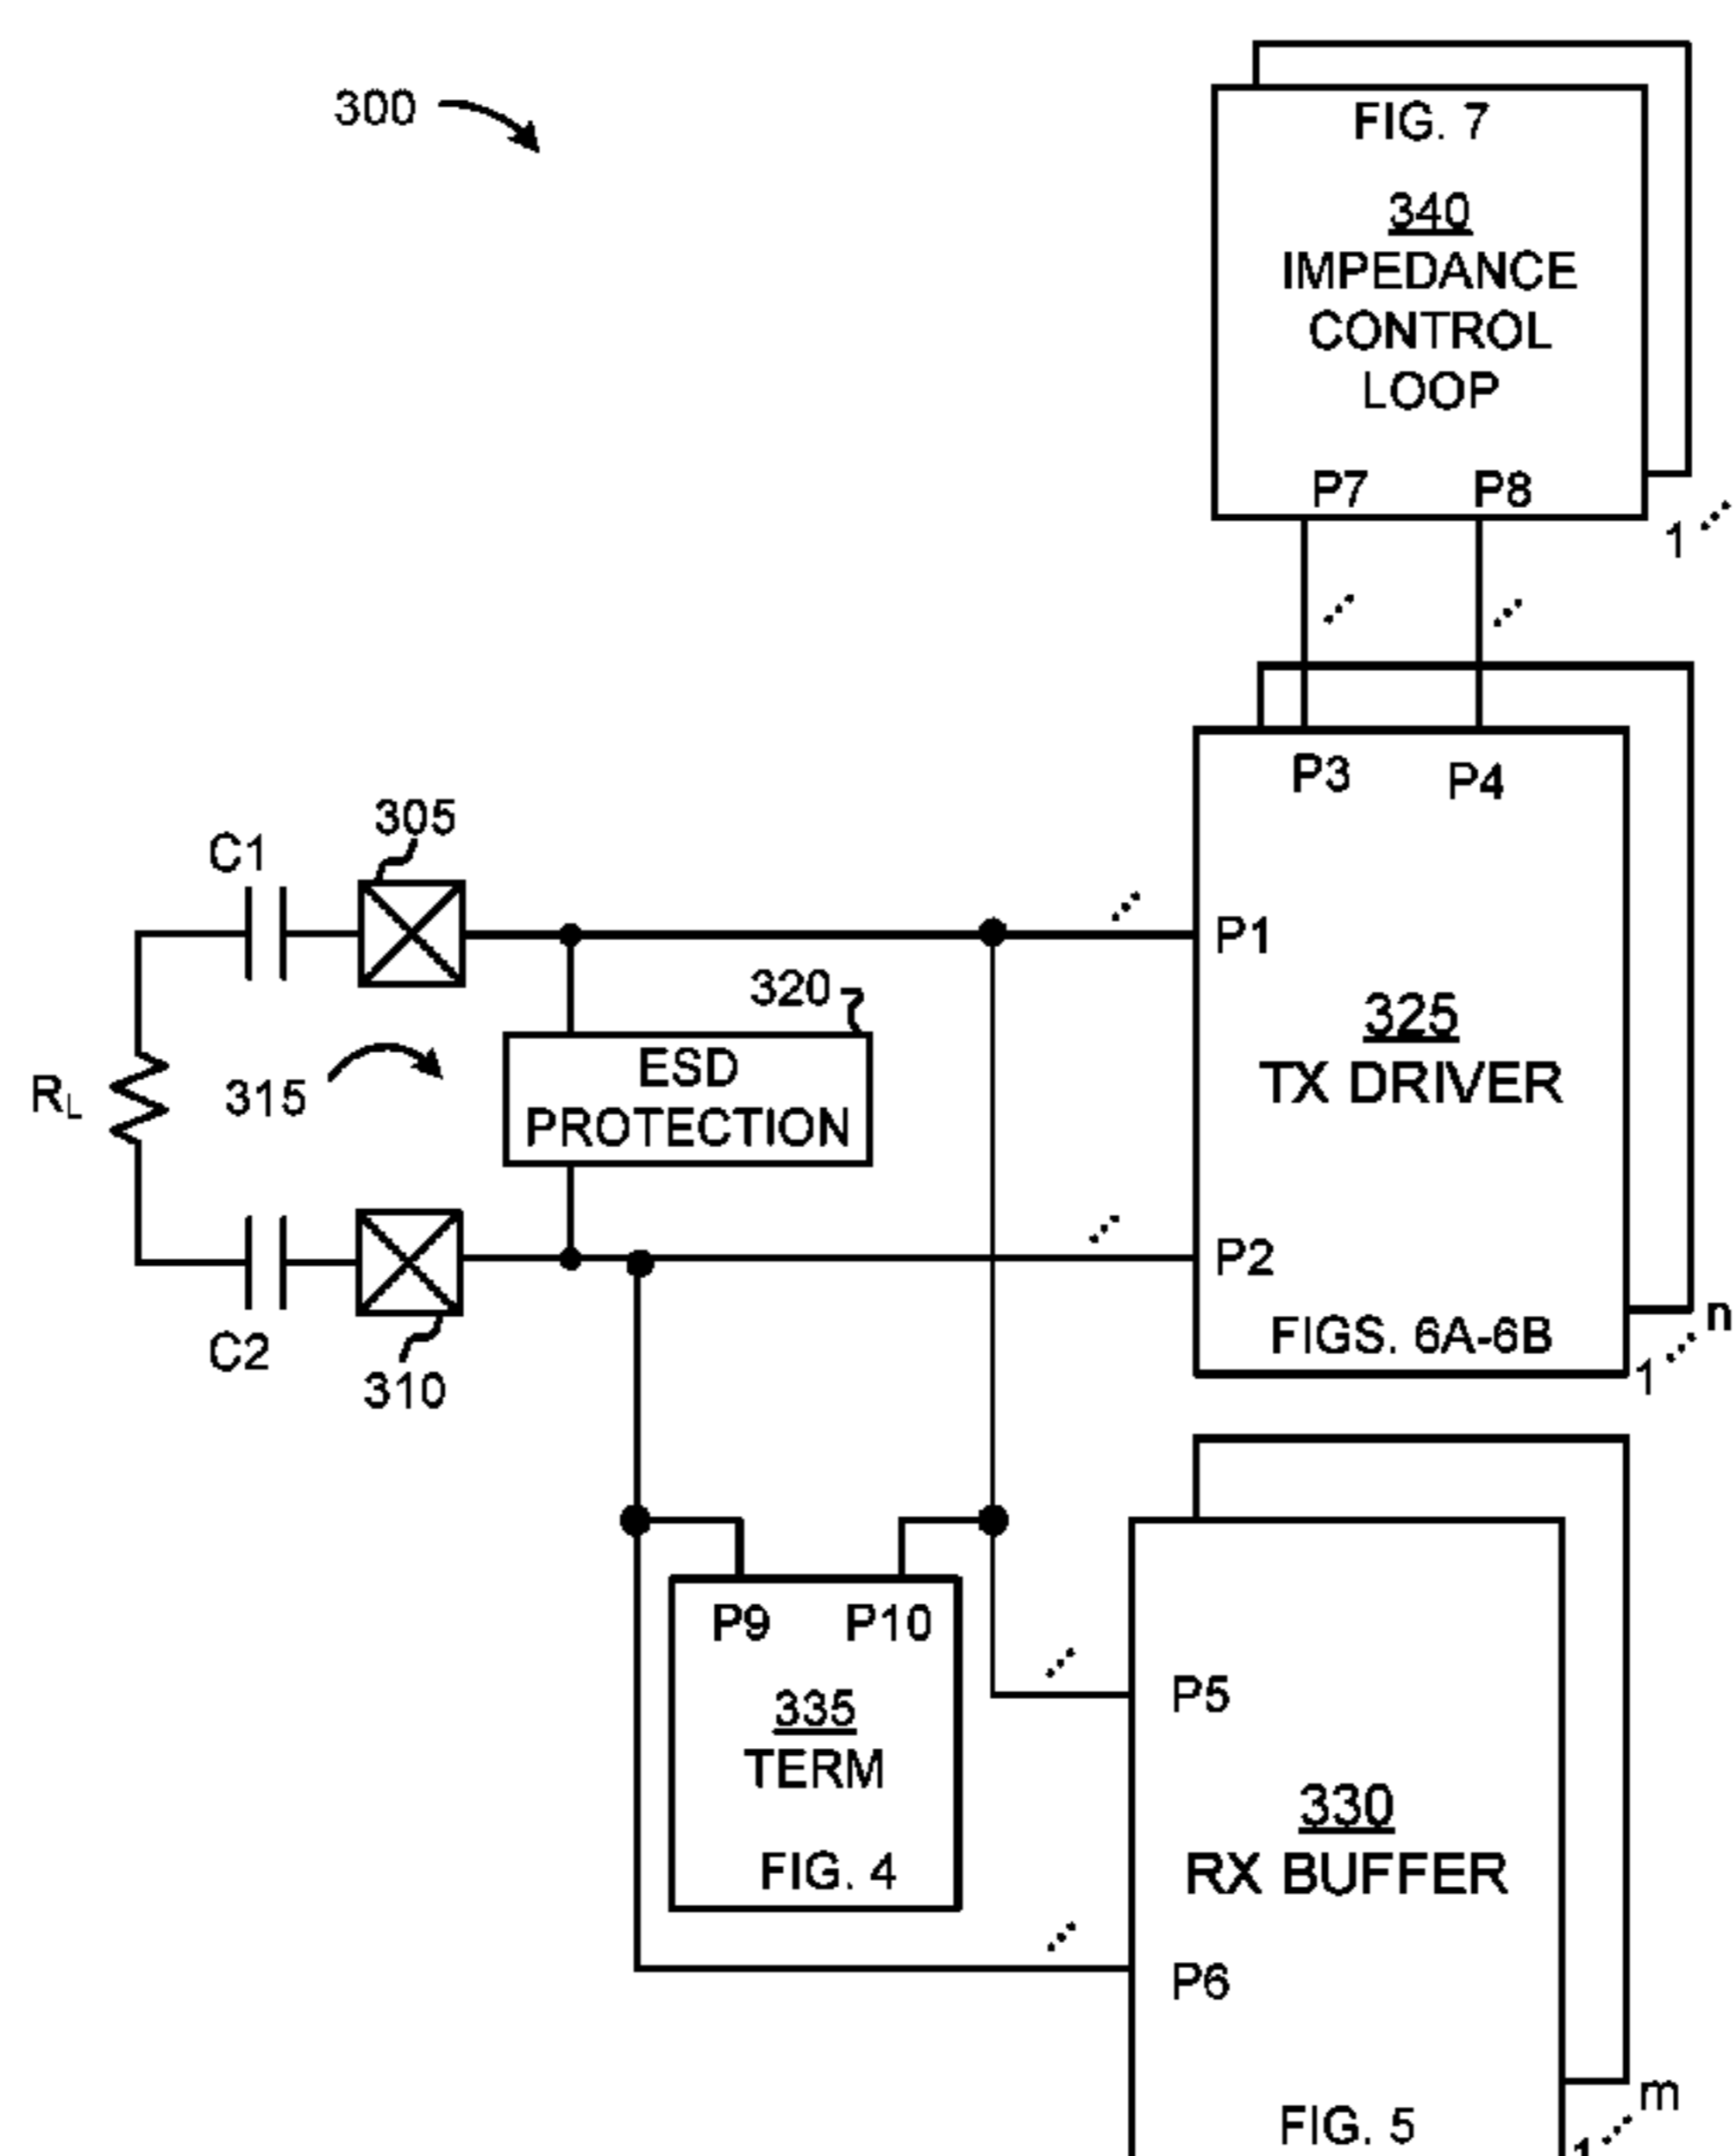 300
FIG. 7
340
IMPEDANCE
CONTROL
LOOP
P7 P8
1
P3 P4
305
C1
P1
320
325
ESD
PROTECTION
TX DRIVER
RL
315
P2
C2
310
FIGS. 6A-6B
n
1
P9 P10
335
TERM
FIG. 4
P5
330
RX BUFFER
P6
FIG. 5
m
1